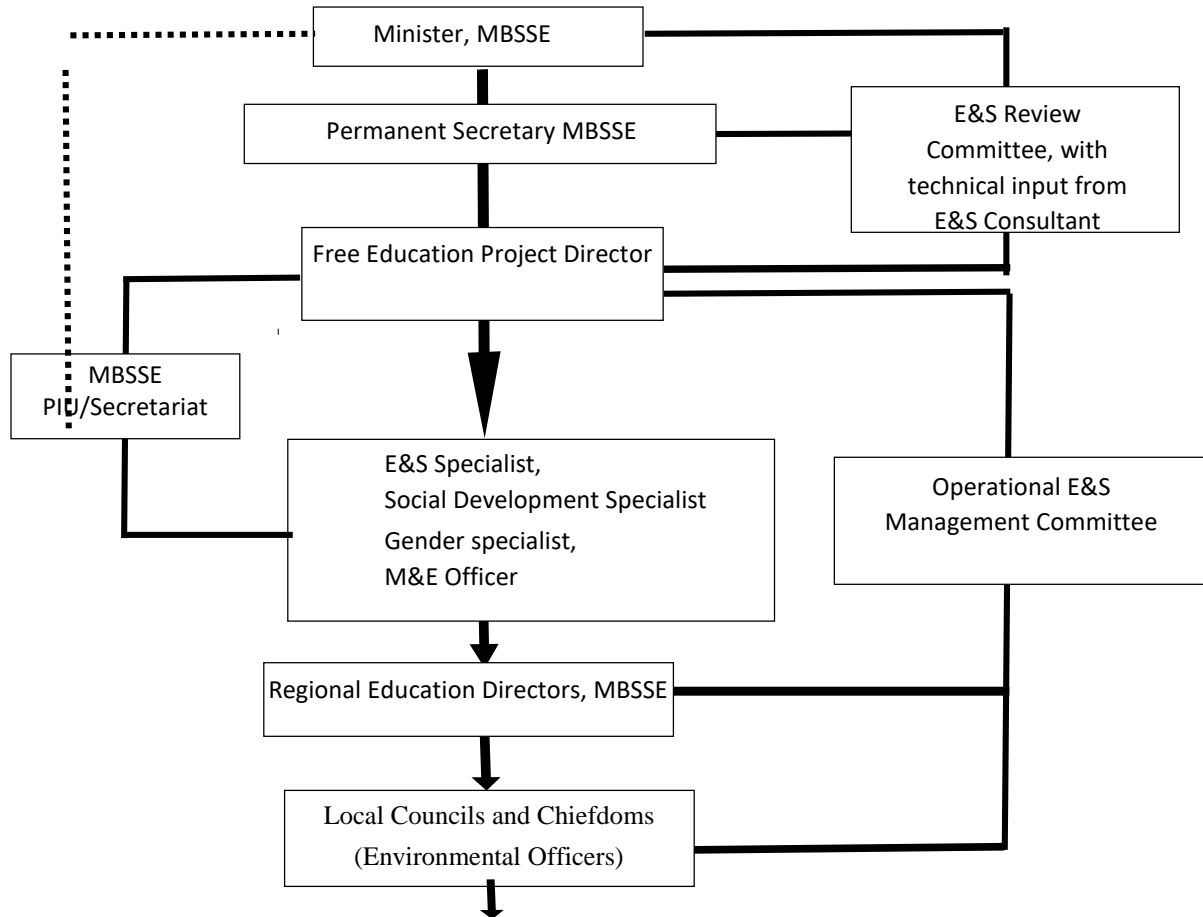 Minister, MBSSE
Permanent Secretary MBSSE
E&S Review
Committee, with
technical input from
E&S Consultant
Free Education Project Director
MBSSE
PIU/Secretariat
E&S Specialist,
Social Development Specialist
Gender specialist,
M&E Officer
Operational E&S
Management Committee
Regional Education Directors, MBSSE
Local Councils and Chiefdoms
(Environmental Officers)